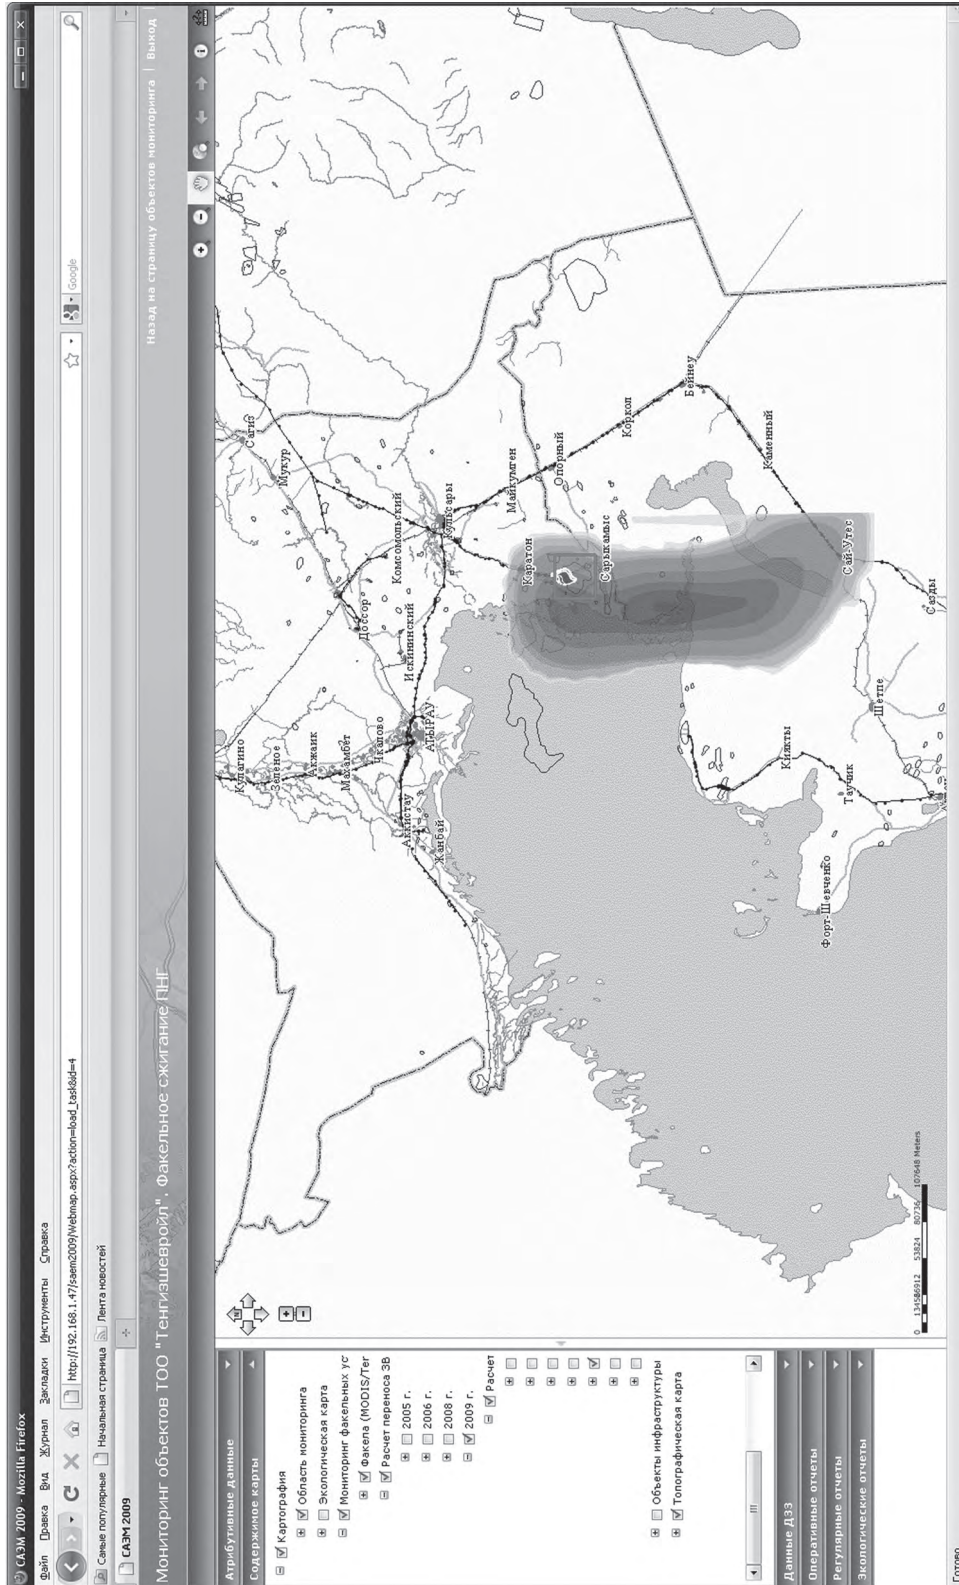 САЭМ 2009 - Mozilla Firefox
Файл Правка Вид Журнал Закладки Инструменты Справка
http://192.168.1.47/saem2009/Webmap.aspx?action=load_task&id=4
Google
Самые популярные Начальная страница Лента новостей
САЭМ 2009
Мониторинг объектов ТОО "Тенгизшевройл". Факельное сжигание ПНГ
Назад на страницу объектов мониторинга | Выход |
Атрибутивные данные
Содержимое карты
Картография
Область мониторинга
Экологическая карта
Мониторинг факельных ус
Факела (MODIS/Ter
Расчет переноса ЗВ
2005 г.
2006 г.
2008 г.
2009 г.
Расчет
Объекты инфраструктуры
Топографическая карта
Данные ДЗЗ
Оперативные отчеты
Регулярные отчеты
Экологические отчеты
N
Кулагино
Зеленое
Акжаик
Махамбет
Чкалово
АТЫРАУ
Аккистау
Жанбай
Сагиз
Мукур
Доссор
Комсомольский
Искининский
Кульсары
Майкумген
Каратон
Опорный
Сарыкамыс
Коркол
Бейнеу
Каменный
Сай-Утес
Сазды
Шетпе
Киякты
Таучик
Форт-Шевченко
53824 80736 107648 Meters
Готово